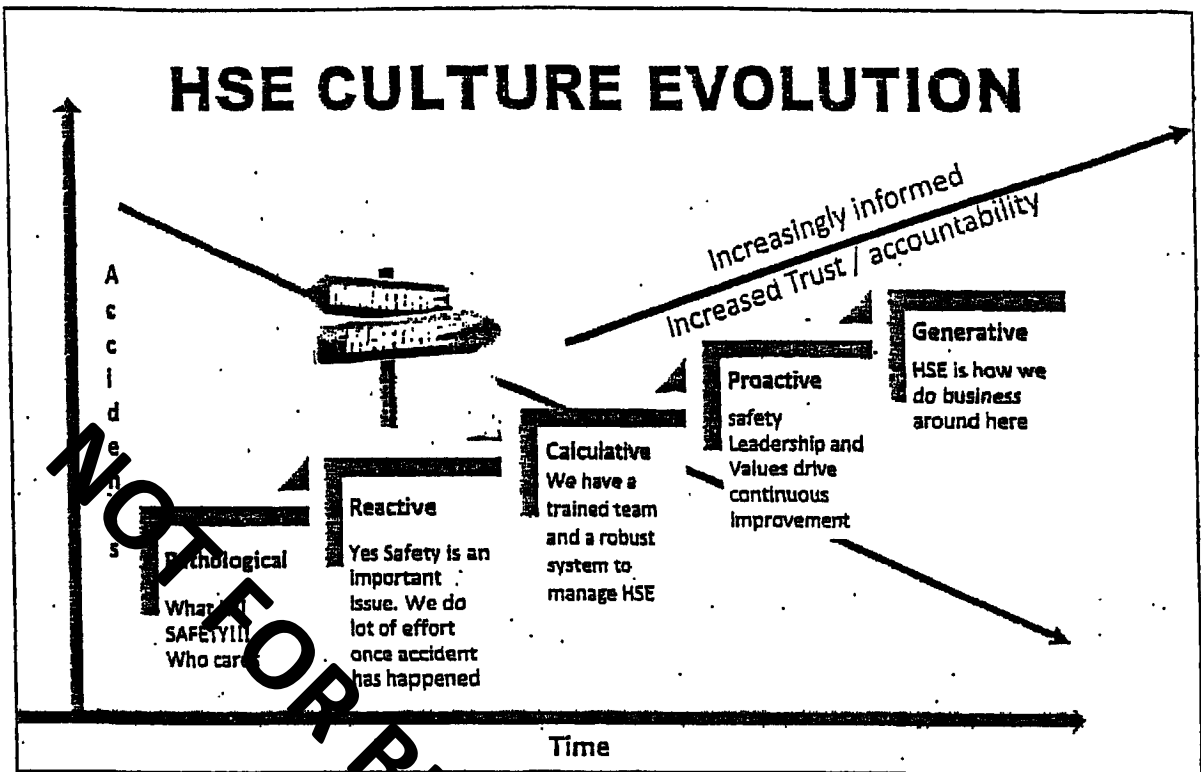 HSE CULTURE EVOLUTION
Increasingly informed
Increased Trust / accountability
Generative
HSE is how we
do business
around here
Proactive
safety
Leadership and
Values drive
continuous
improvement
Calculative
We have a
trained team
and a robust
system to
manage HSE
Reactive
Yes Safety is an
important
issue. We do
lot of effort
once accident
has happened
What
SAFETY!!!
Who
Time
NOT FOR